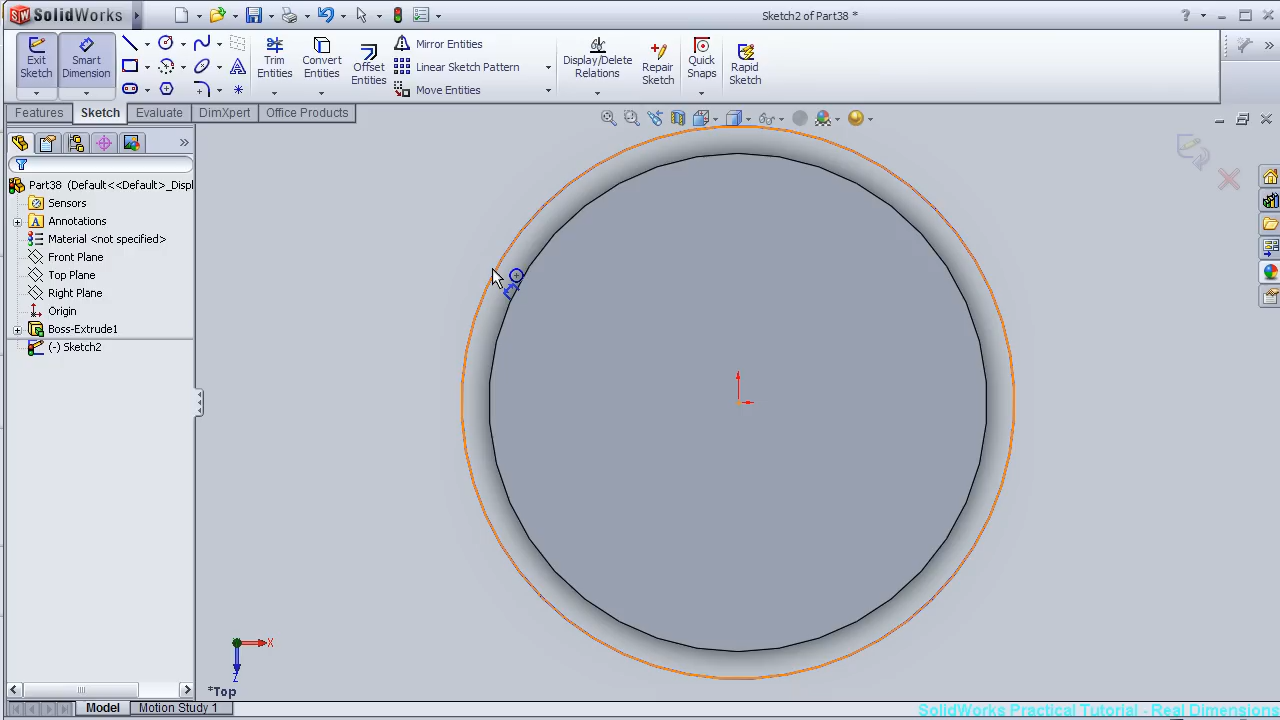 SolidWorks
Sketch2 of Part38 *
Exit Sketch
Smart Dimension
Trim Entities
Convert Entities
Offset Entities
Mirror Entities
Linear Sketch Pattern
Move Entities
Display/Delete Relations
Repair Sketch
Quick Snaps
Rapid Sketch
Features
Sketch
Evaluate
DimXpert
Office Products
Part38 (Default<<Default>_Displ
Sensors
Annotations
Material <not specified>
Front Plane
Top Plane
Right Plane
Origin
Boss-Extrude1
(-) Sketch2
X
Z
*Top
Model
Motion Study 1
SolidWorks Practical Tutorial - Real Dimensions